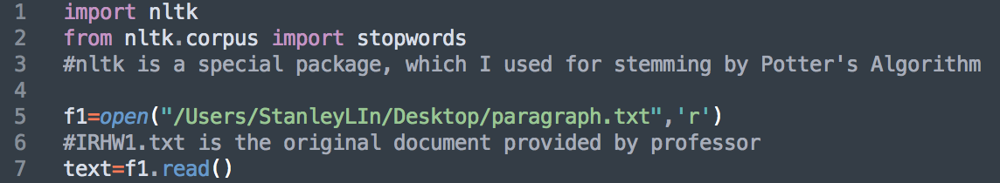 1 import nltk
2 from nltk.corpus import stopwords
3 #nltk is a special package, which I used for stemming by Potter's Algorithm
4
5 f1=open("/Users/StanleyLIn/Desktop/paragraph.txt",'r')
6 #IRHW1.txt is the original document provided by professor
7 text=f1.read()